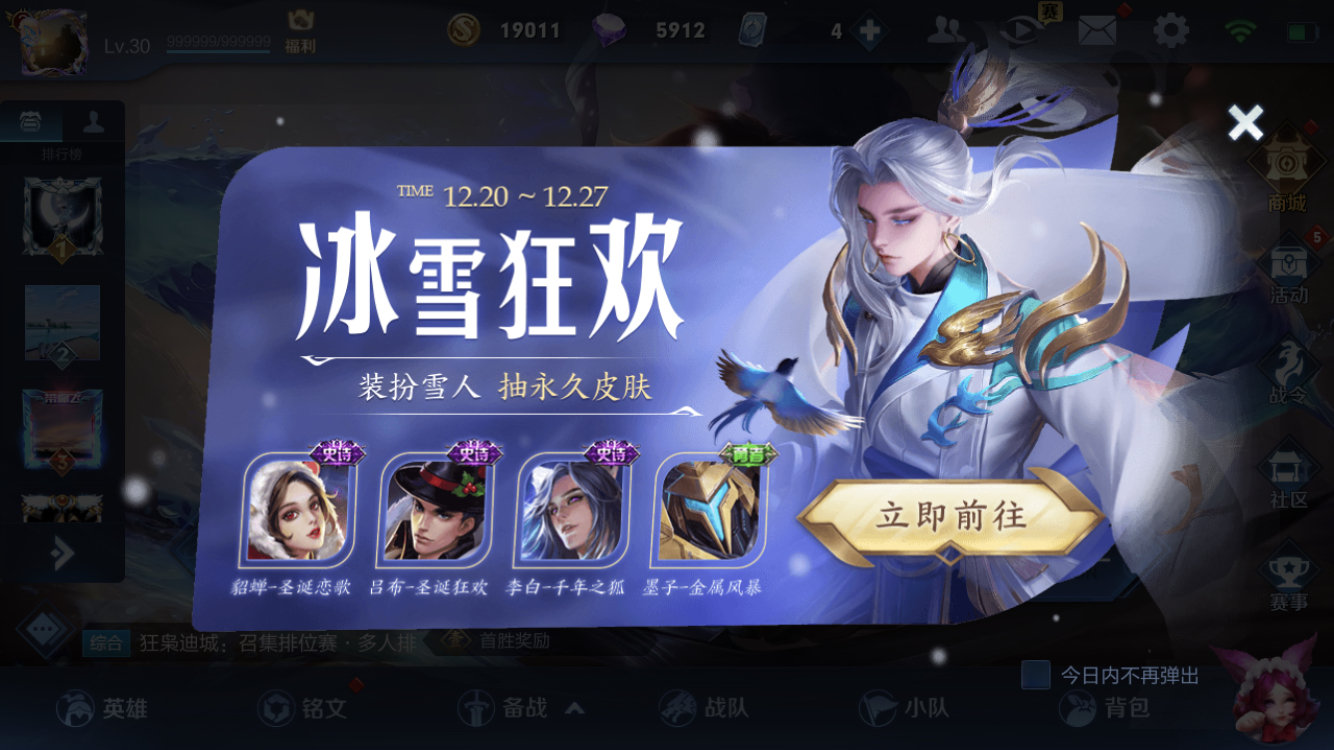 Lv.30
999999/999999
福利
19011
5912
4
赛
排行榜
1
2
荣耀飞
3
TIME 12.20 ~ 12.27
冰雪狂欢
装扮雪人 抽永久皮肤
史诗
史诗
史诗
勇者
貂蝉-圣诞恋歌
吕布-圣诞狂欢
李白-千年之狐
墨子-金属风暴
立即前往
商城
5
活动
战令
社区
赛事
综合
狂枭迪城：召集排位赛·多人排
首胜奖励
今日内不再弹出
英雄
铭文
备战
战队
小队
背包